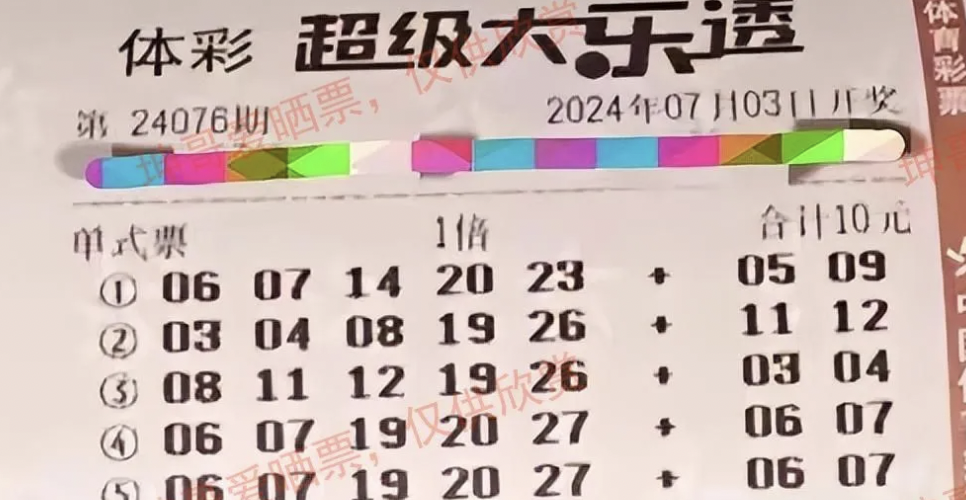 体彩 超级大乐透
第 24076期 2024年07月03日开奖
单式票 1倍 合计10元
① 06 07 14 20 23 + 05 09
② 03 04 08 19 26 + 11 12
③ 08 11 12 19 26 + 03 04
④ 06 07 19 20 27 + 06 07
⑤ 06 07 19 20 27 + 06 07
坤哥爱晒票，仅供欣赏
坤哥爱晒票，仅供欣赏
坤哥
体育彩票